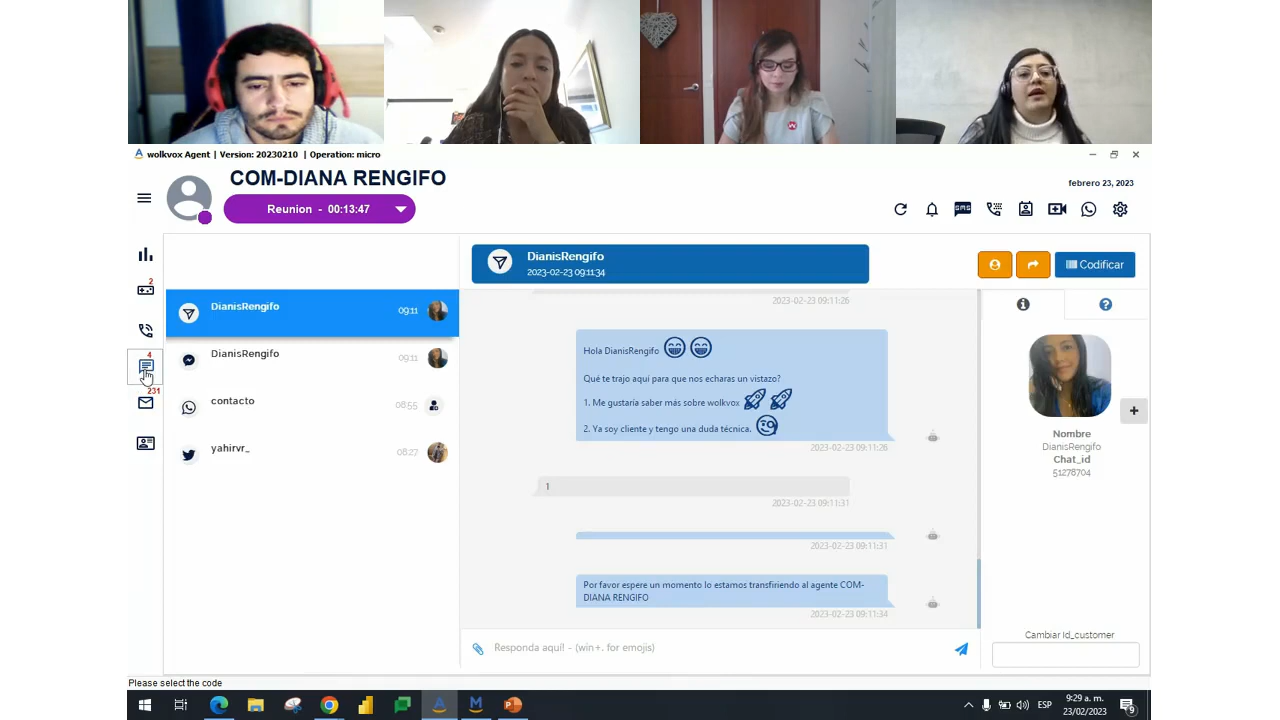 wolkvox Agent | Version: 20230210 | Operation: micro
COM-DIANA RENGIFO
Reunion - 00:13:47
febrero 23, 2023
SMS
DianisRengifo
2023-02-23 09:11:34
Codificar
2
4
231
DianisRengifo 09:11
DianisRengifo 09:11
contacto 08:55
yahirvr_ 08:27
2023-02-23 09:11:26
Hola DianisRengifo
Qué te trajo aquí para que nos echaras un vistazo?
1. Me gustaría saber más sobre wolkvox
2. Ya soy cliente y tengo una duda técnica.
2023-02-23 09:11:26
1
2023-02-23 09:11:31
2023-02-23 09:11:31
Por favor espere un momento lo estamos transfiriendo al agente COM-
DIANA RENGIFO
2023-02-23 09:11:34
Responda aquí! - (win+. for emojis)
Nombre
DianisRengifo
Chat_id
51278704
Cambiar Id_customer
Please select the code
ESP
9:29 a. m.
23/02/2023
9